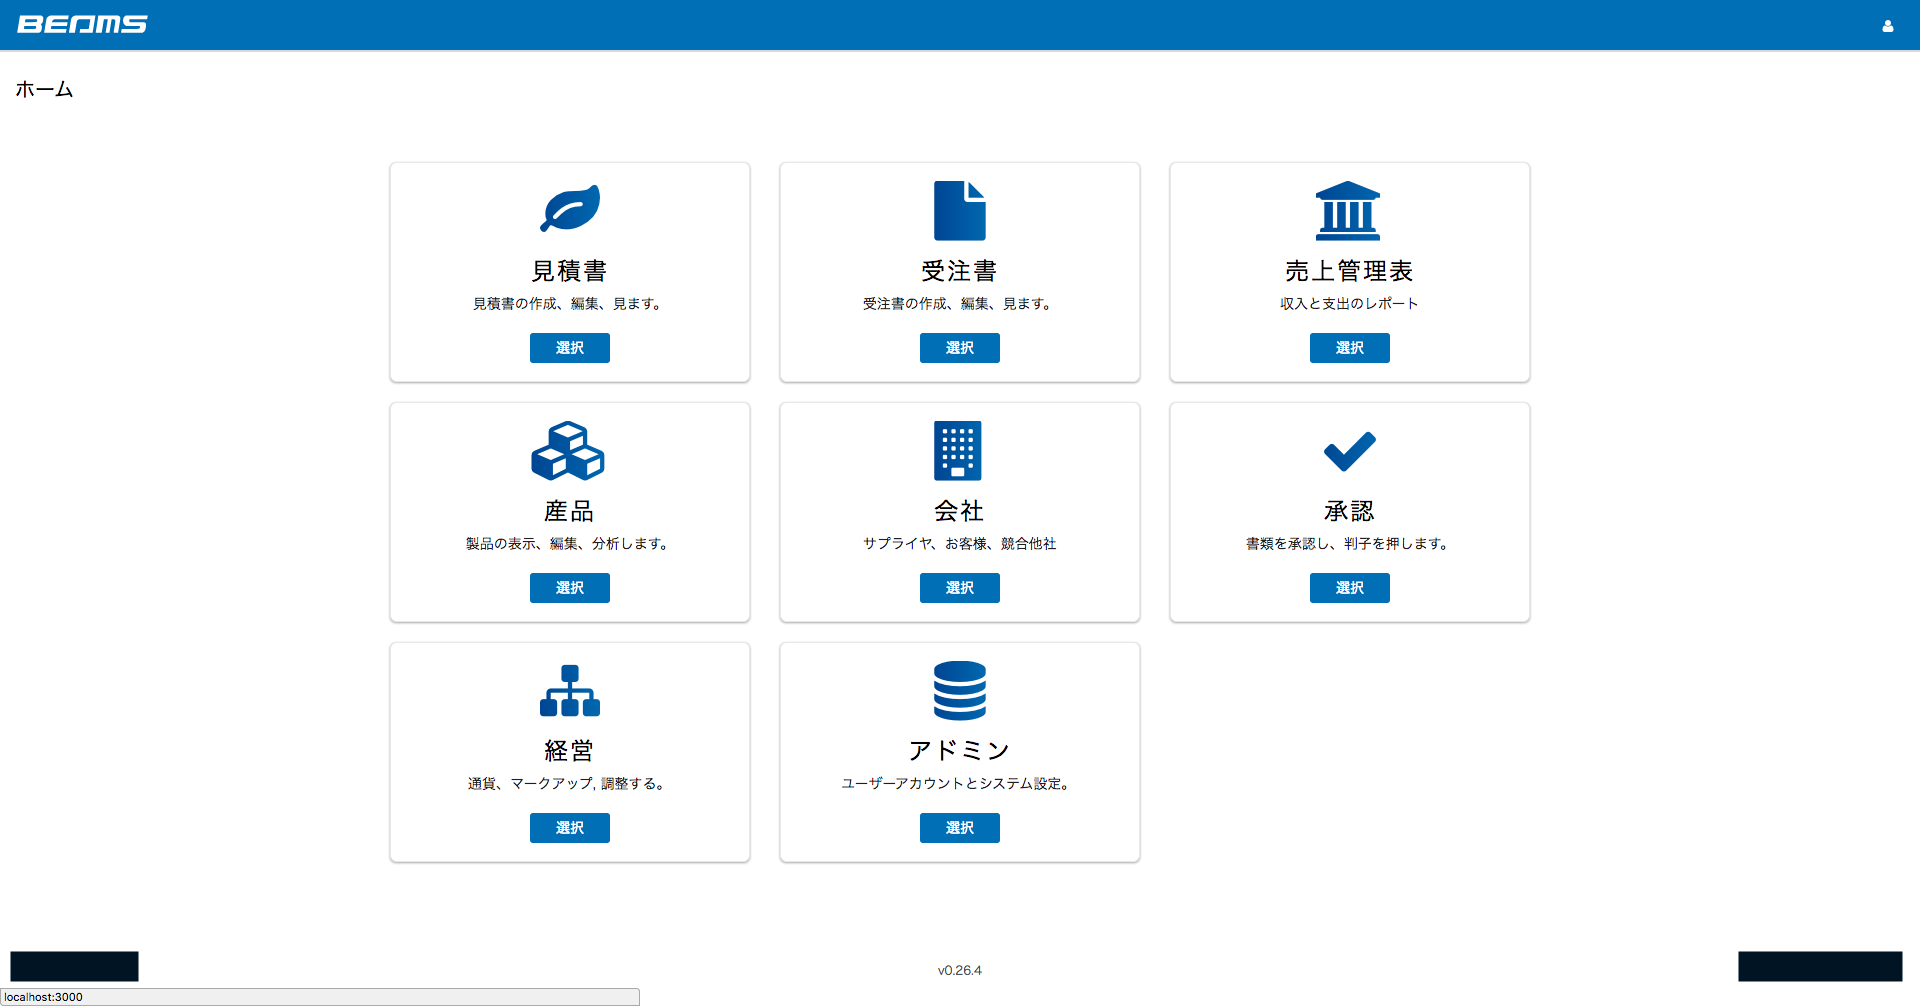 BEAMS
ホーム
見積書
見積書の作成、編集、見ます。
選択
受注書
受注書の作成、編集、見ます。
選択
売上管理表
収入と支出のレポート
選択
産品
製品の表示、編集、分析します。
選択
会社
サプライヤ、お客様、競合他社
選択
承認
書類を承認し、判子を押します。
選択
経営
通貨、マークアップ, 調整する。
選択
アドミン
ユーザーアカウントとシステム設定。
選択
v0.26.4
localhost:3000